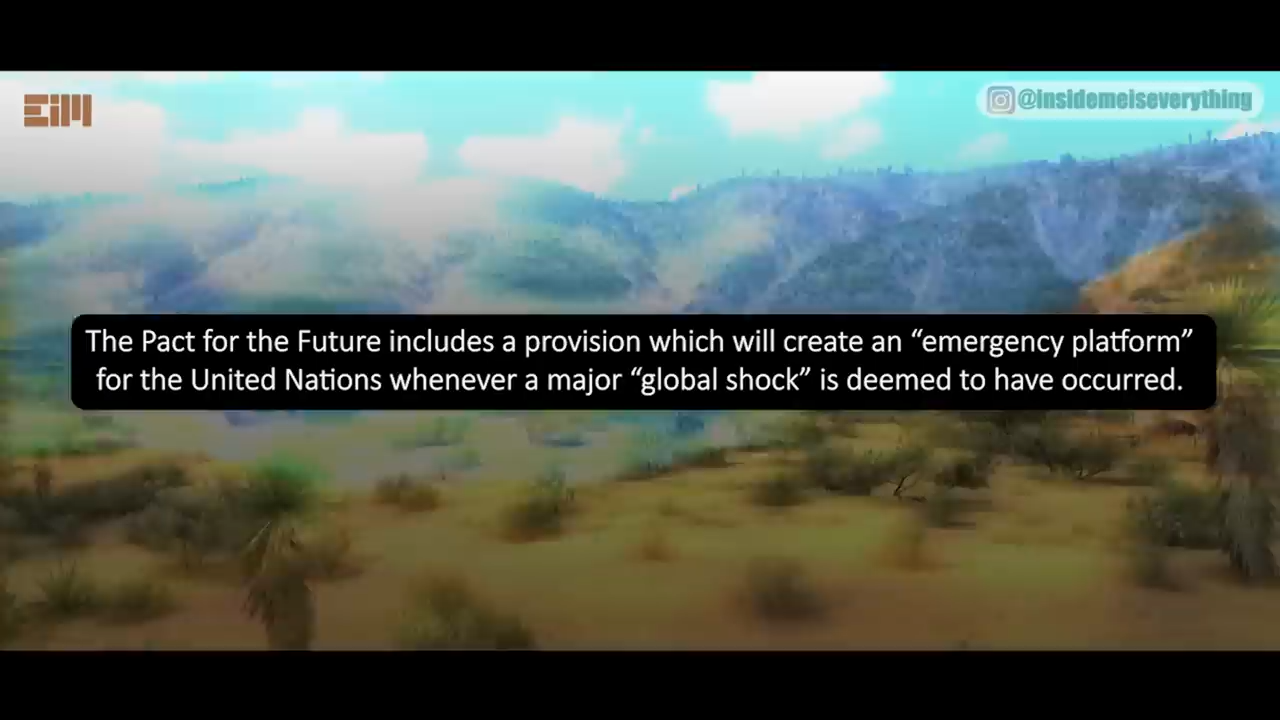 EiM
@insidemeiseverything
The Pact for the Future includes a provision which will create an “emergency platform”
for the United Nations whenever a major “global shock” is deemed to have occurred.